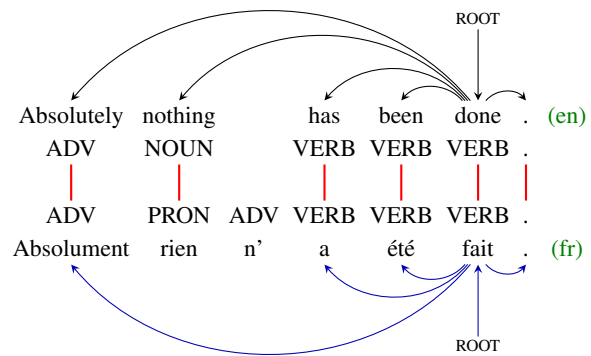 ROOT
Absolutely nothing has been done . (en)
ADV NOUN VERB VERB VERB .
ADV PRON ADV VERB VERB VERB .
Absolument rien n' a été fait . (fr)
ROOT